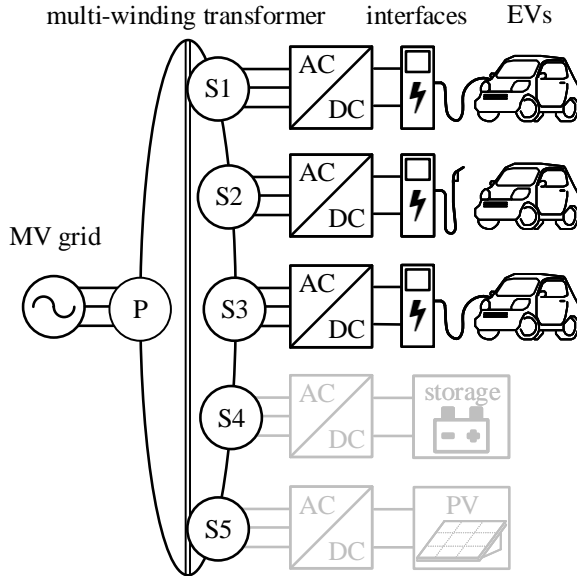 multi-winding transformer interfaces EVs
S1 AC DC
S2 AC DC
MV grid
P
S3 AC DC
S4 AC DC storage
S5 AC DC PV